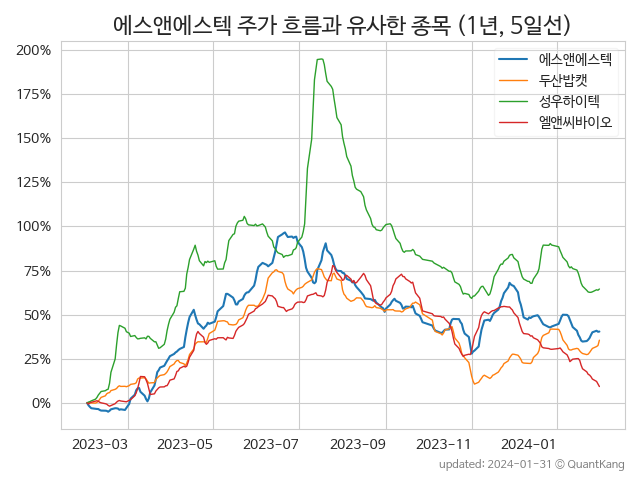 에스앤에스텍 주가 흐름과 유사한 종목 (1년, 5일선)
200%
175%
150%
125%
100%
75%
50%
25%
0%
에스앤에스텍
두산밥캣
성우하이텍
엘앤씨바이오
2023-03 2023-05 2023-07 2023-09 2023-11 2024-01
updated: 2024-01-31 © QuantKang